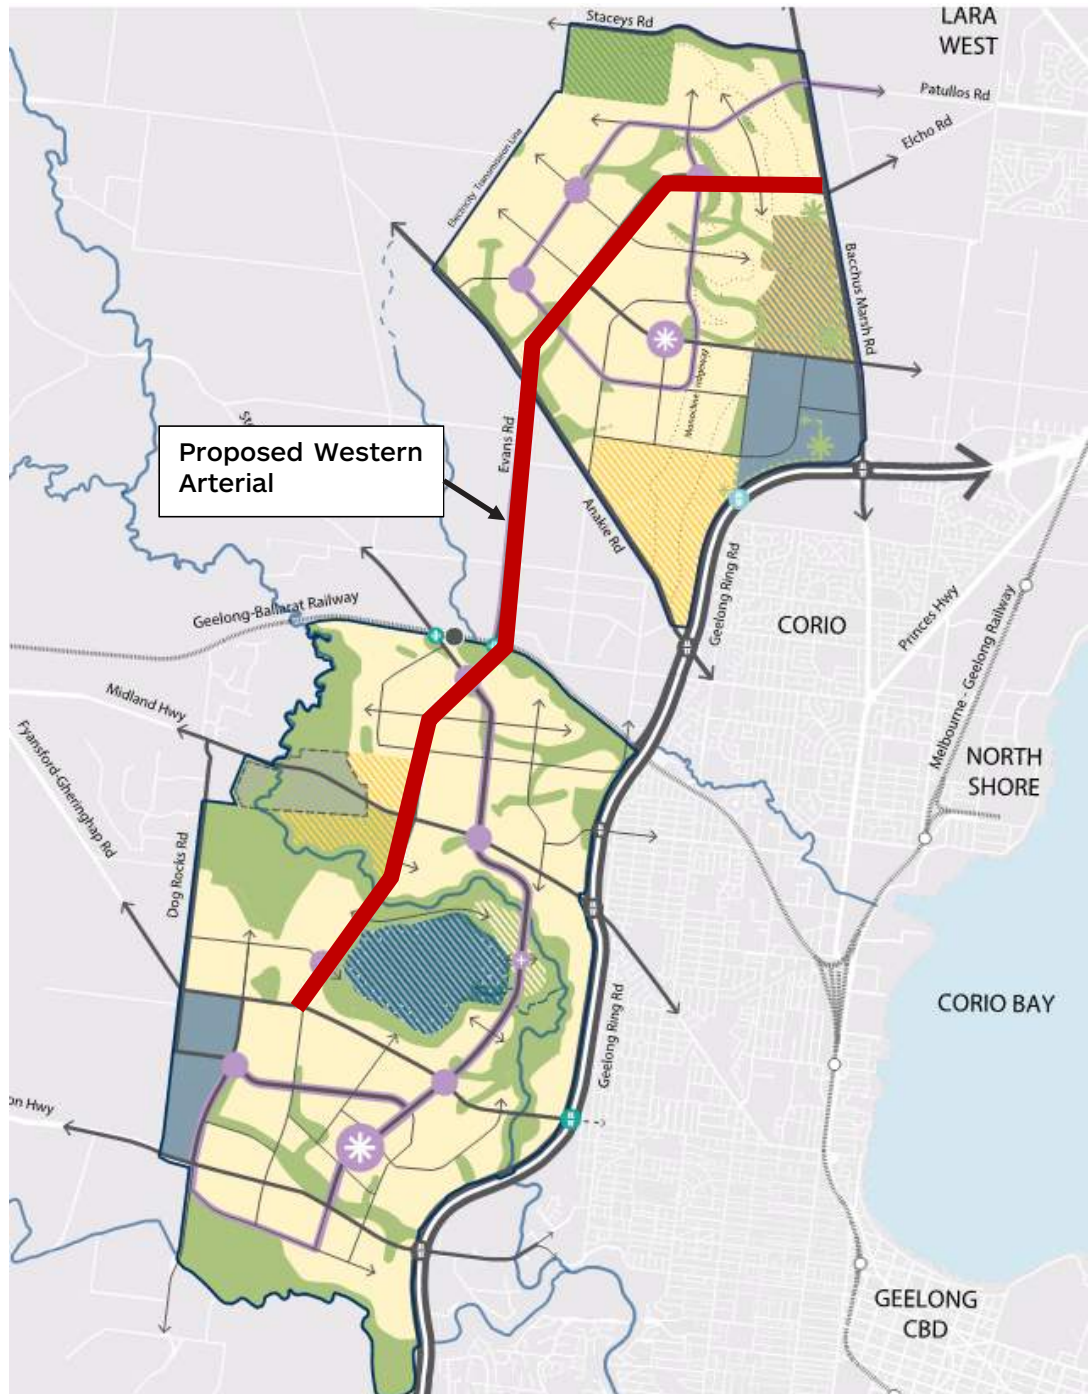 Staceys Rd
LARA
WEST
Patullos Rd
Elcho Rd
Electricity Transmission Line
Bacchus Marsh Rd
Ridgeway
Evans Rd
Proposed Western
Arterial
Anakie Rd
Geelong Ring Rd
Princes Hwy
CORIO
Geelong-Ballarat Railway
Melbourne - Geelong Railway
Midland Hwy
Fyansford-Gheringhap Rd
NORTH
SHORE
Dog Rocks Rd
CORIO BAY
Geelong Ring Rd
on Hwy
GEELONG
CBD